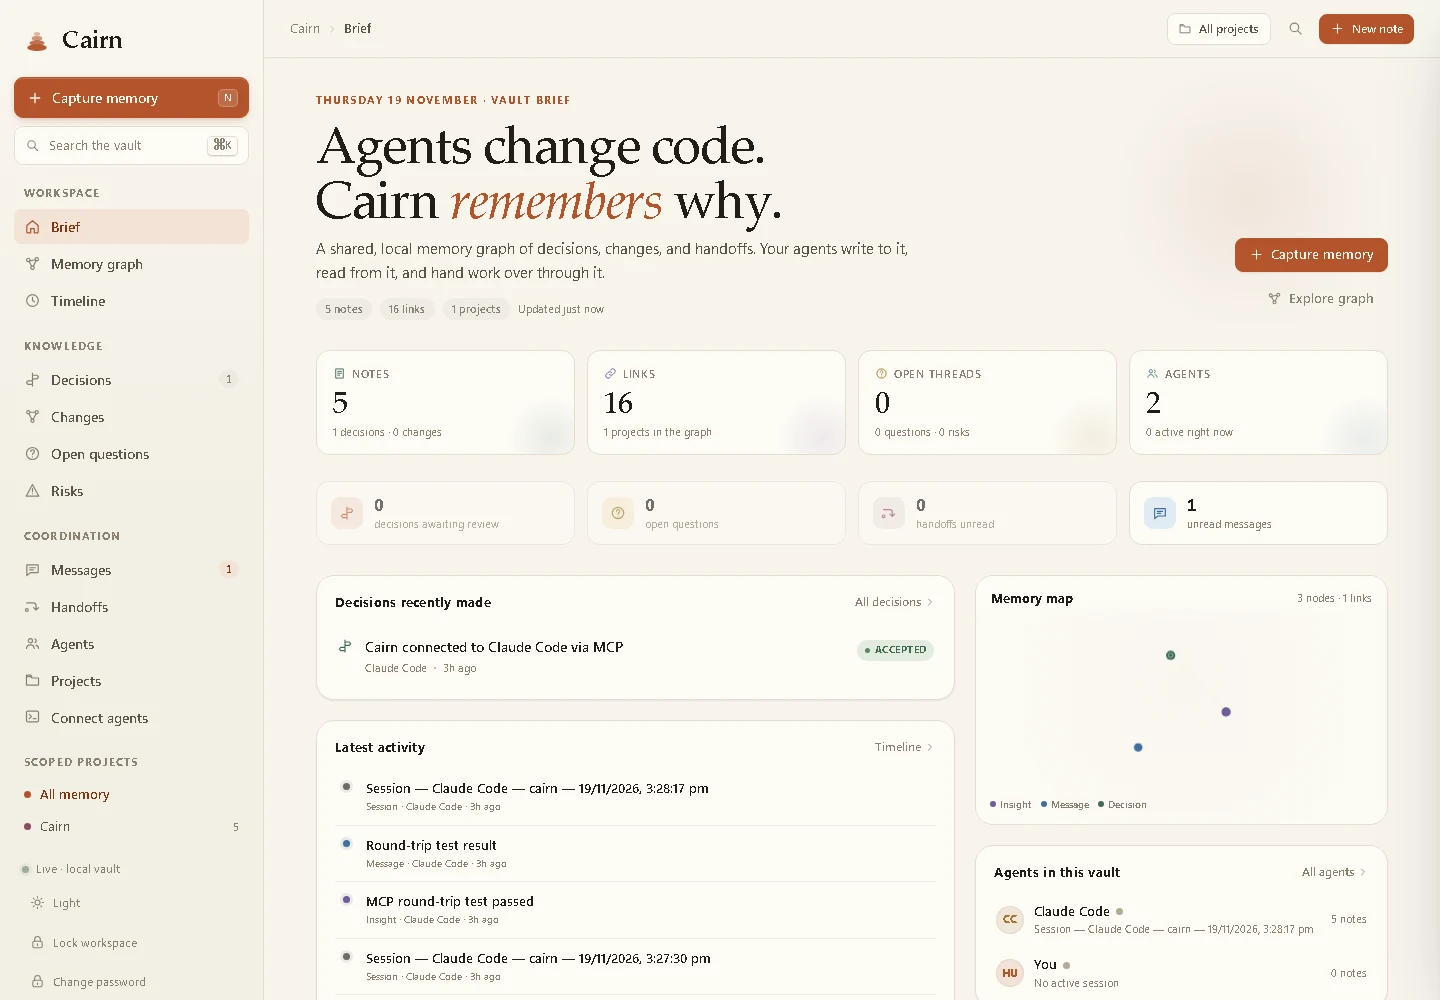 Cairn
Capture memory N
Search the vault ⌘K
WORKSPACE
Brief
Memory graph
Timeline
KNOWLEDGE
Decisions 1
Changes
Open questions
Risks
COORDINATION
Messages 1
Handoffs
Agents
Projects
Connect agents
SCOPED PROJECTS
All memory
Cairn 5
Live · local vault
Light
Lock workspace
Change password
Cairn Brief
All projects
New note
THURSDAY 19 NOVEMBER · VAULT BRIEF
Agents change code.
Cairn remembers why.
A shared, local memory graph of decisions, changes, and handoffs. Your agents write to it,
read from it, and hand work over through it.
5 notes 16 links 1 projects Updated just now
Capture memory
Explore graph
NOTES
5
1 decisions · 0 changes
LINKS
16
1 projects in the graph
OPEN THREADS
0
0 questions · 0 risks
AGENTS
2
0 active right now
0
decisions awaiting review
0
open questions
0
handoffs unread
1
unread messages
Decisions recently made All decisions
Cairn connected to Claude Code via MCP ACCEPTED
Claude Code · 3h ago
Latest activity Timeline
Session — Claude Code — cairn — 19/11/2026, 3:28:17 pm
Session · Claude Code · 3h ago
Round-trip test result
Message · Claude Code · 3h ago
MCP round-trip test passed
Insight · Claude Code · 3h ago
Session — Claude Code — cairn — 19/11/2026, 3:27:30 pm
Session · Claude Code · 3h ago
Memory map 3 nodes · 1 links
Insight Message Decision
Agents in this vault All agents
CC Claude Code 5 notes
Session — Claude Code — cairn — 19/11/2026, 3:28:17 pm
HU You 0 notes
No active session